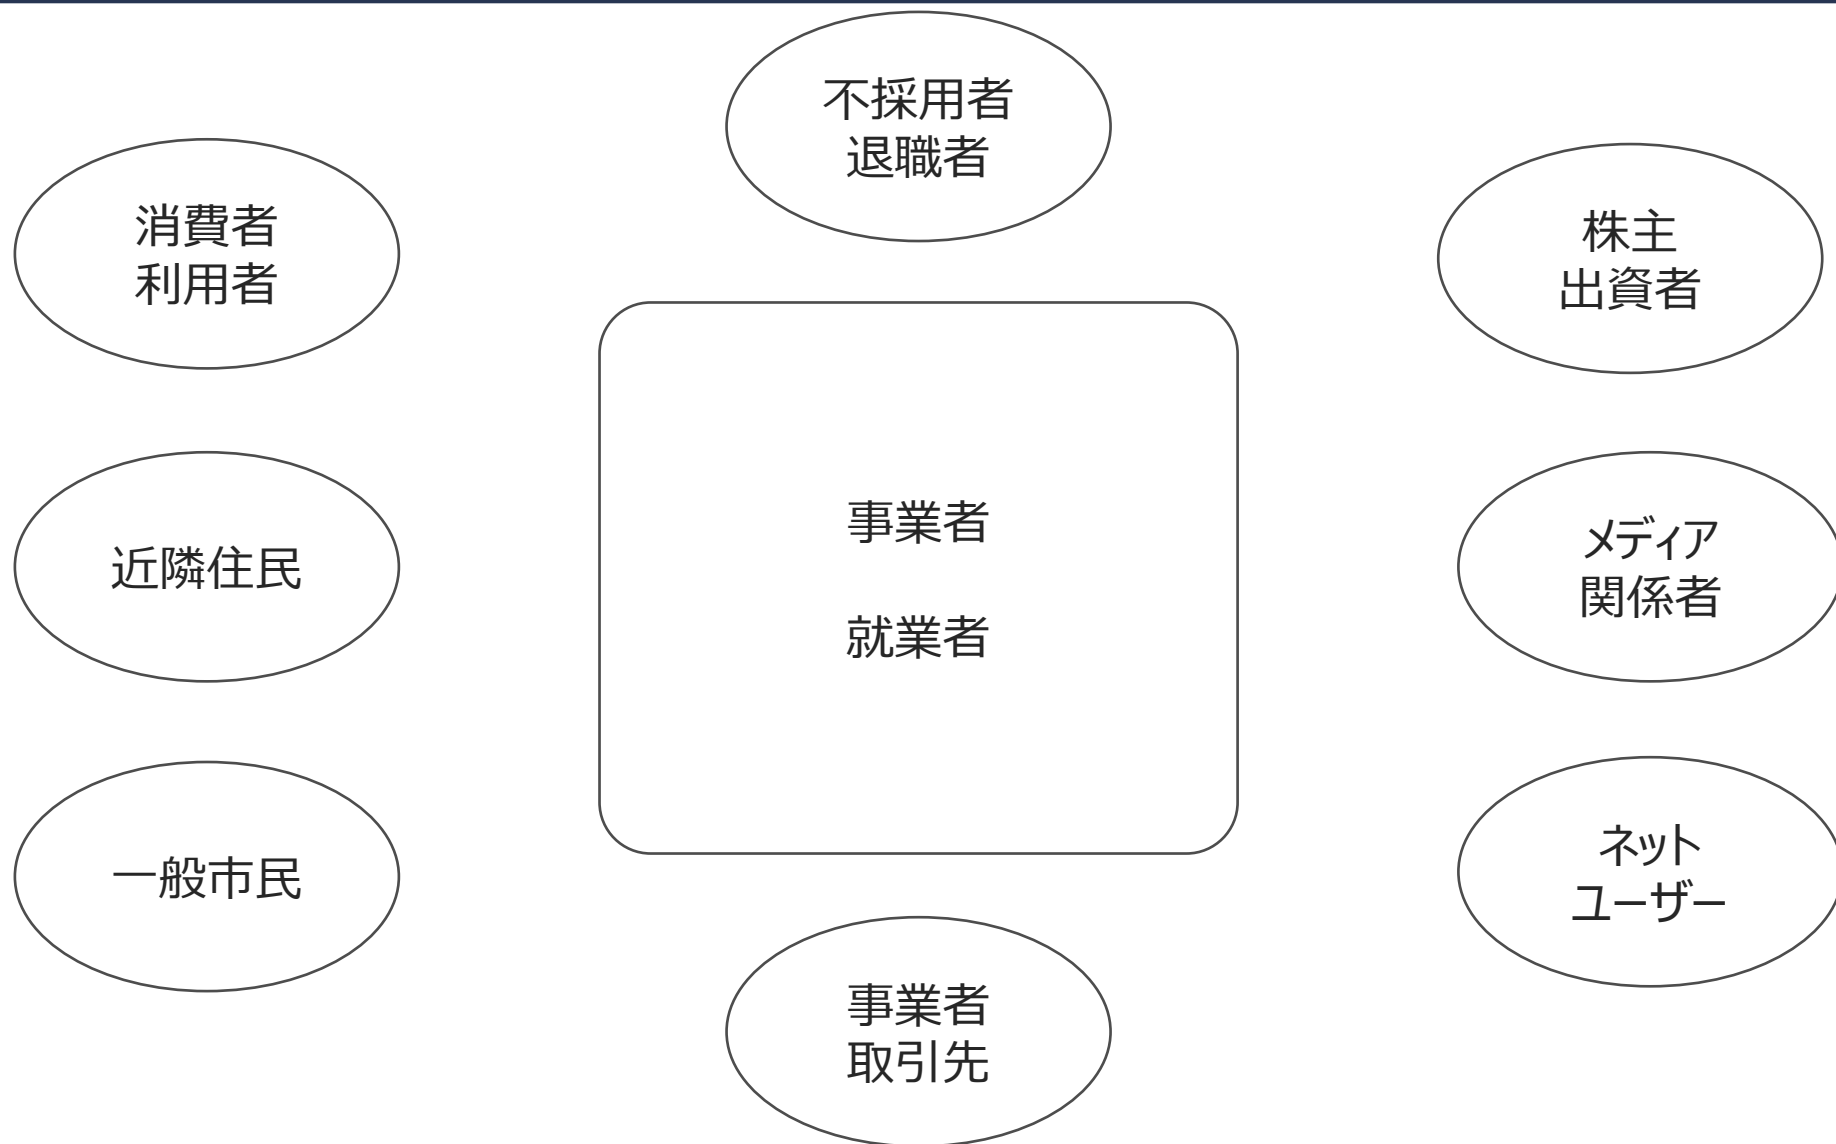 不採用者
退職者
消費者
利用者
株主
出資者
事業者
就業者
近隣住民
メディア
関係者
一般市民
ネット
ユーザー
事業者
取引先